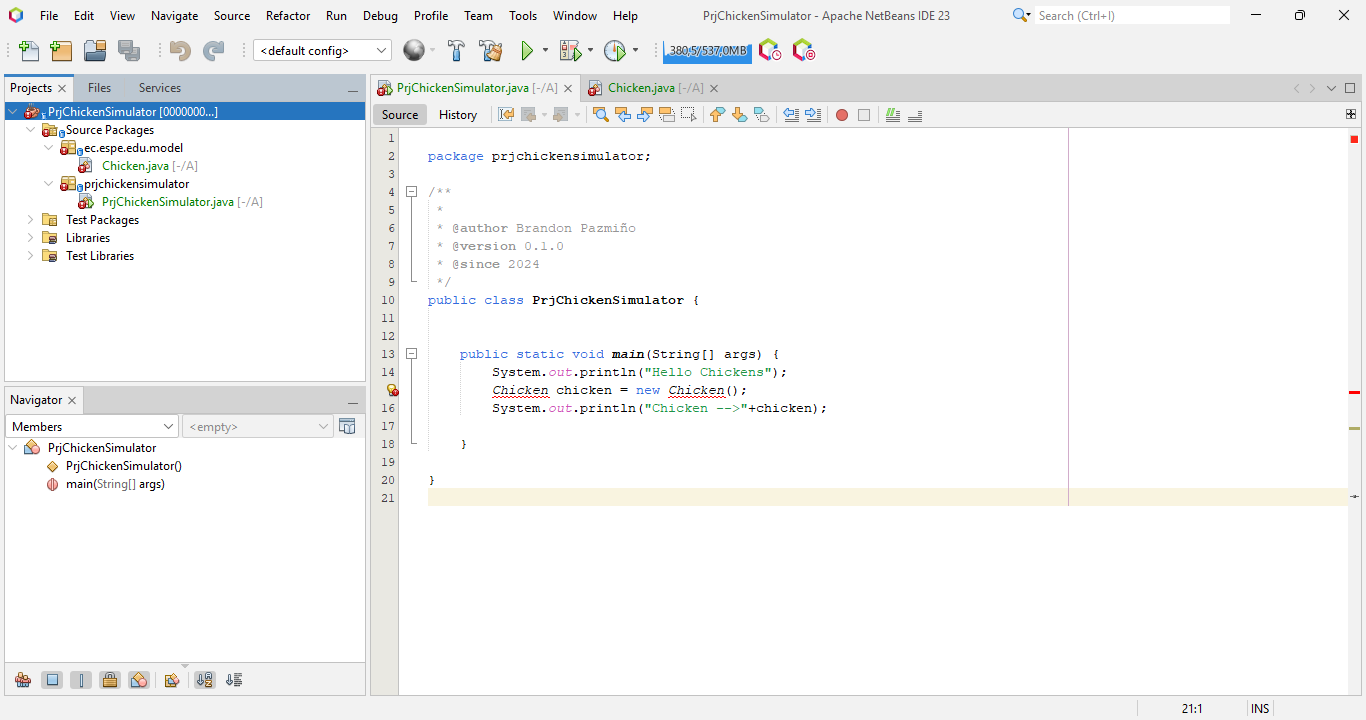 File Edit View Navigate Source Refactor Run Debug Profile Team Tools Window Help
PrjChickenSimulator - Apache NetBeans IDE 23
Search (Ctrl+I)
<default config>
380,5/537,0MB
Projects Files Services
PrjChickenSimulator [0000000...]
Source Packages
ec.espe.edu.model
Chicken.java [-/A]
prjchickensimulator
PrjChickenSimulator.java [-/A]
Test Packages
Libraries
Test Libraries
Navigator
Members <empty>
PrjChickenSimulator
PrjChickenSimulator()
main(String[] args)
PrjChickenSimulator.java [-/A] Chicken.java [-/A]
Source History
1
2 package prjchickensimulator;
3
4 /**
5 *
6 * @author Brandon Pazmiño
7 * @version 0.1.0
8 * @since 2024
9 */
10 public class PrjChickenSimulator {
11
12
13 public static void main(String[] args) {
14 System.out.println("Hello Chickens");
Chicken chicken = new Chicken();
16 System.out.println("Chicken -->"+chicken);
17
18 }
19
20 }
21
21:1 INS